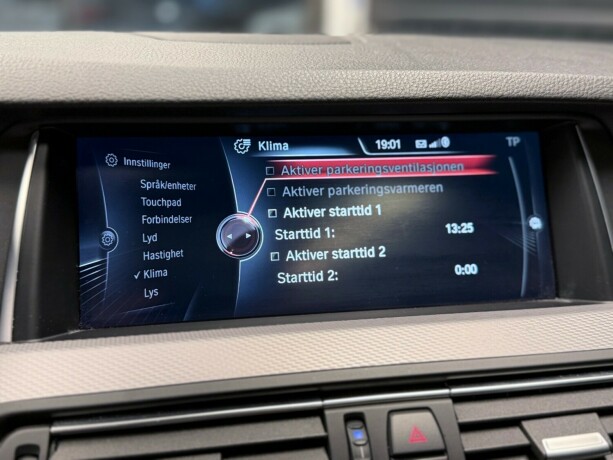 Klima 19:01 TP
Innstillinger
Språk/enheter
Touchpad
Forbindelser
Lyd
Hastighet
✓ Klima
Lys
Aktiver parkeringsventilasjonen
Aktiver parkeringsvarmeren
Aktiver starttid 1
Starttid 1: 13:25
Aktiver starttid 2
Starttid 2: 0:00